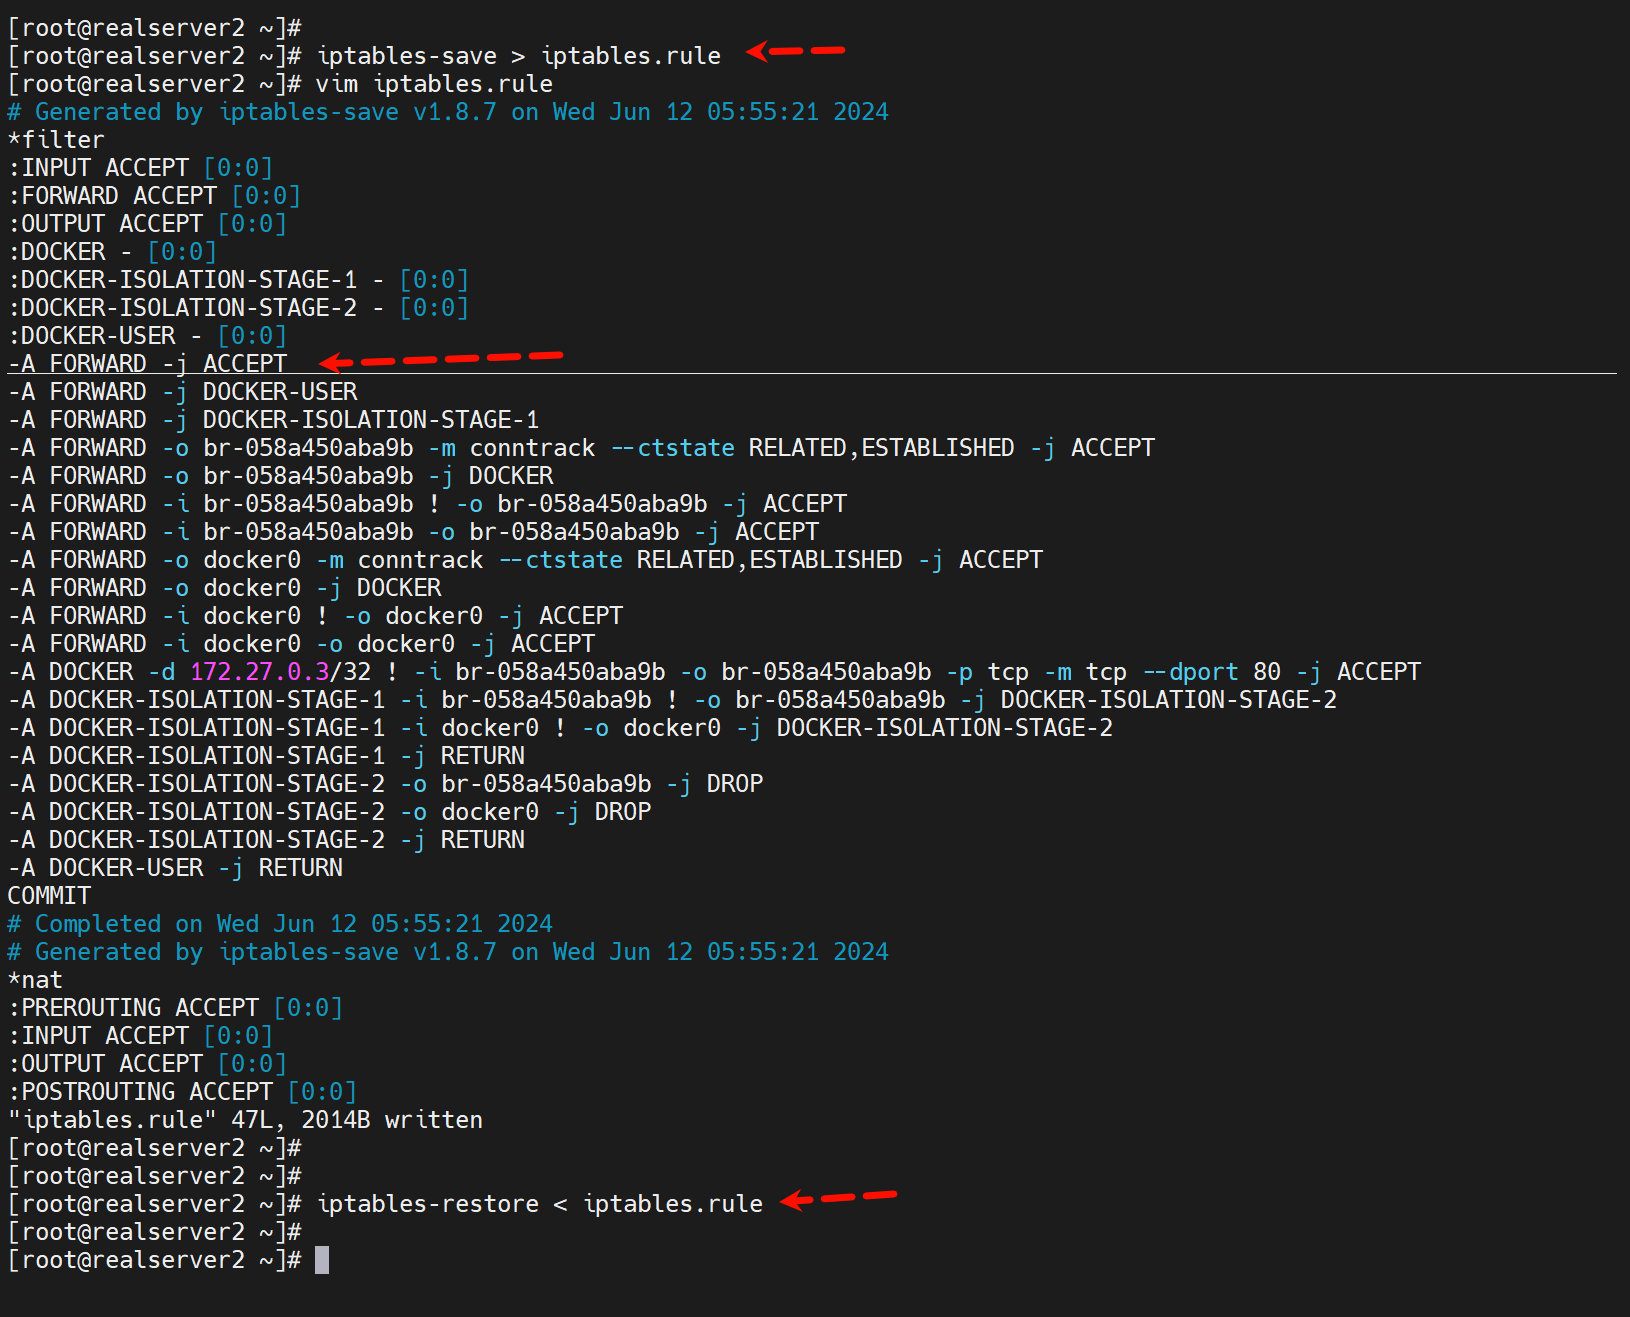 [root@realserver2 ~]#
[root@realserver2 ~]# iptables-save > iptables.rule
[root@realserver2 ~]# vim iptables.rule
# Generated by iptables-save v1.8.7 on Wed Jun 12 05:55:21 2024
*filter
:INPUT ACCEPT [0:0]
:FORWARD ACCEPT [0:0]
:OUTPUT ACCEPT [0:0]
:DOCKER - [0:0]
:DOCKER-ISOLATION-STAGE-1 - [0:0]
:DOCKER-ISOLATION-STAGE-2 - [0:0]
:DOCKER-USER - [0:0]
-A FORWARD -j ACCEPT
-A FORWARD -j DOCKER-USER
-A FORWARD -j DOCKER-ISOLATION-STAGE-1
-A FORWARD -o br-058a450aba9b -m conntrack --ctstate RELATED,ESTABLISHED -j ACCEPT
-A FORWARD -o br-058a450aba9b -j DOCKER
-A FORWARD -i br-058a450aba9b ! -o br-058a450aba9b -j ACCEPT
-A FORWARD -i br-058a450aba9b -o br-058a450aba9b -j ACCEPT
-A FORWARD -o docker0 -m conntrack --ctstate RELATED,ESTABLISHED -j ACCEPT
-A FORWARD -o docker0 -j DOCKER
-A FORWARD -i docker0 ! -o docker0 -j ACCEPT
-A FORWARD -i docker0 -o docker0 -j ACCEPT
-A DOCKER -d 172.27.0.3/32 ! -i br-058a450aba9b -o br-058a450aba9b -p tcp -m tcp --dport 80 -j ACCEPT
-A DOCKER-ISOLATION-STAGE-1 -i br-058a450aba9b ! -o br-058a450aba9b -j DOCKER-ISOLATION-STAGE-2
-A DOCKER-ISOLATION-STAGE-1 -i docker0 ! -o docker0 -j DOCKER-ISOLATION-STAGE-2
-A DOCKER-ISOLATION-STAGE-1 -j RETURN
-A DOCKER-ISOLATION-STAGE-2 -o br-058a450aba9b -j DROP
-A DOCKER-ISOLATION-STAGE-2 -o docker0 -j DROP
-A DOCKER-ISOLATION-STAGE-2 -j RETURN
-A DOCKER-USER -j RETURN
COMMIT
# Completed on Wed Jun 12 05:55:21 2024
# Generated by iptables-save v1.8.7 on Wed Jun 12 05:55:21 2024
*nat
:PREROUTING ACCEPT [0:0]
:INPUT ACCEPT [0:0]
:OUTPUT ACCEPT [0:0]
:POSTROUTING ACCEPT [0:0]
"iptables.rule" 47L, 2014B written
[root@realserver2 ~]#
[root@realserver2 ~]#
[root@realserver2 ~]# iptables-restore < iptables.rule
[root@realserver2 ~]#
[root@realserver2 ~]#